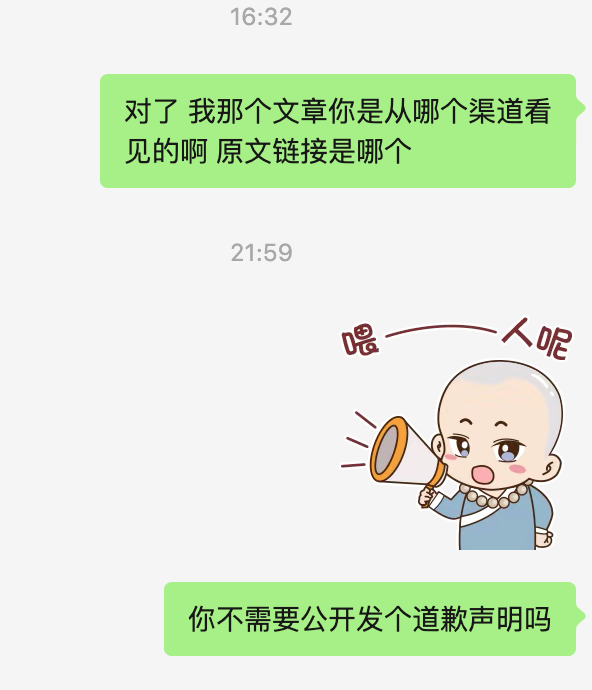 16:32
对了 我那个文章你是从哪个渠道看
见的啊 原文链接是哪个
21:59
喂——人呢
你不需要公开发个道歉声明吗